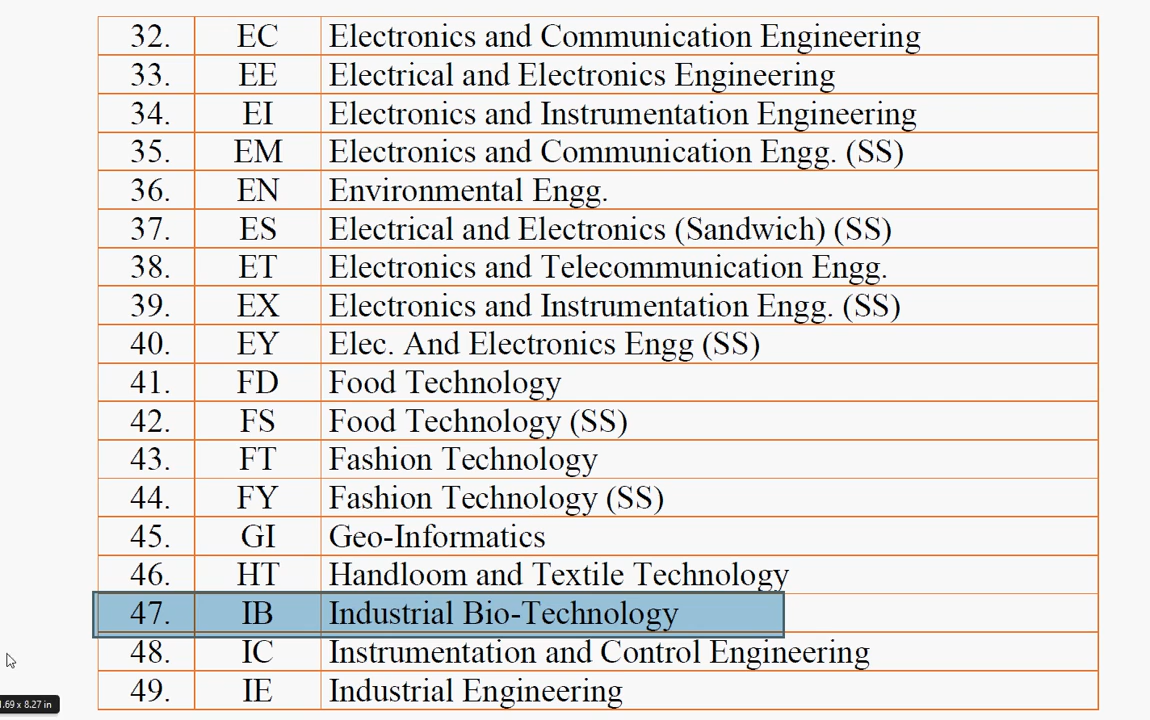 32. EC Electronics and Communication Engineering
33. EE Electrical and Electronics Engineering
34. EI Electronics and Instrumentation Engineering
35. EM Electronics and Communication Engg. (SS)
36. EN Environmental Engg.
37. ES Electrical and Electronics (Sandwich) (SS)
38. ET Electronics and Telecommunication Engg.
39. EX Electronics and Instrumentation Engg. (SS)
40. EY Elec. And Electronics Engg (SS)
41. FD Food Technology
42. FS Food Technology (SS)
43. FT Fashion Technology
44. FY Fashion Technology (SS)
45. GI Geo-Informatics
46. HT Handloom and Textile Technology
47. IB Industrial Bio-Technology
48. IC Instrumentation and Control Engineering
49. IE Industrial Engineering
.69 x 8.27 in